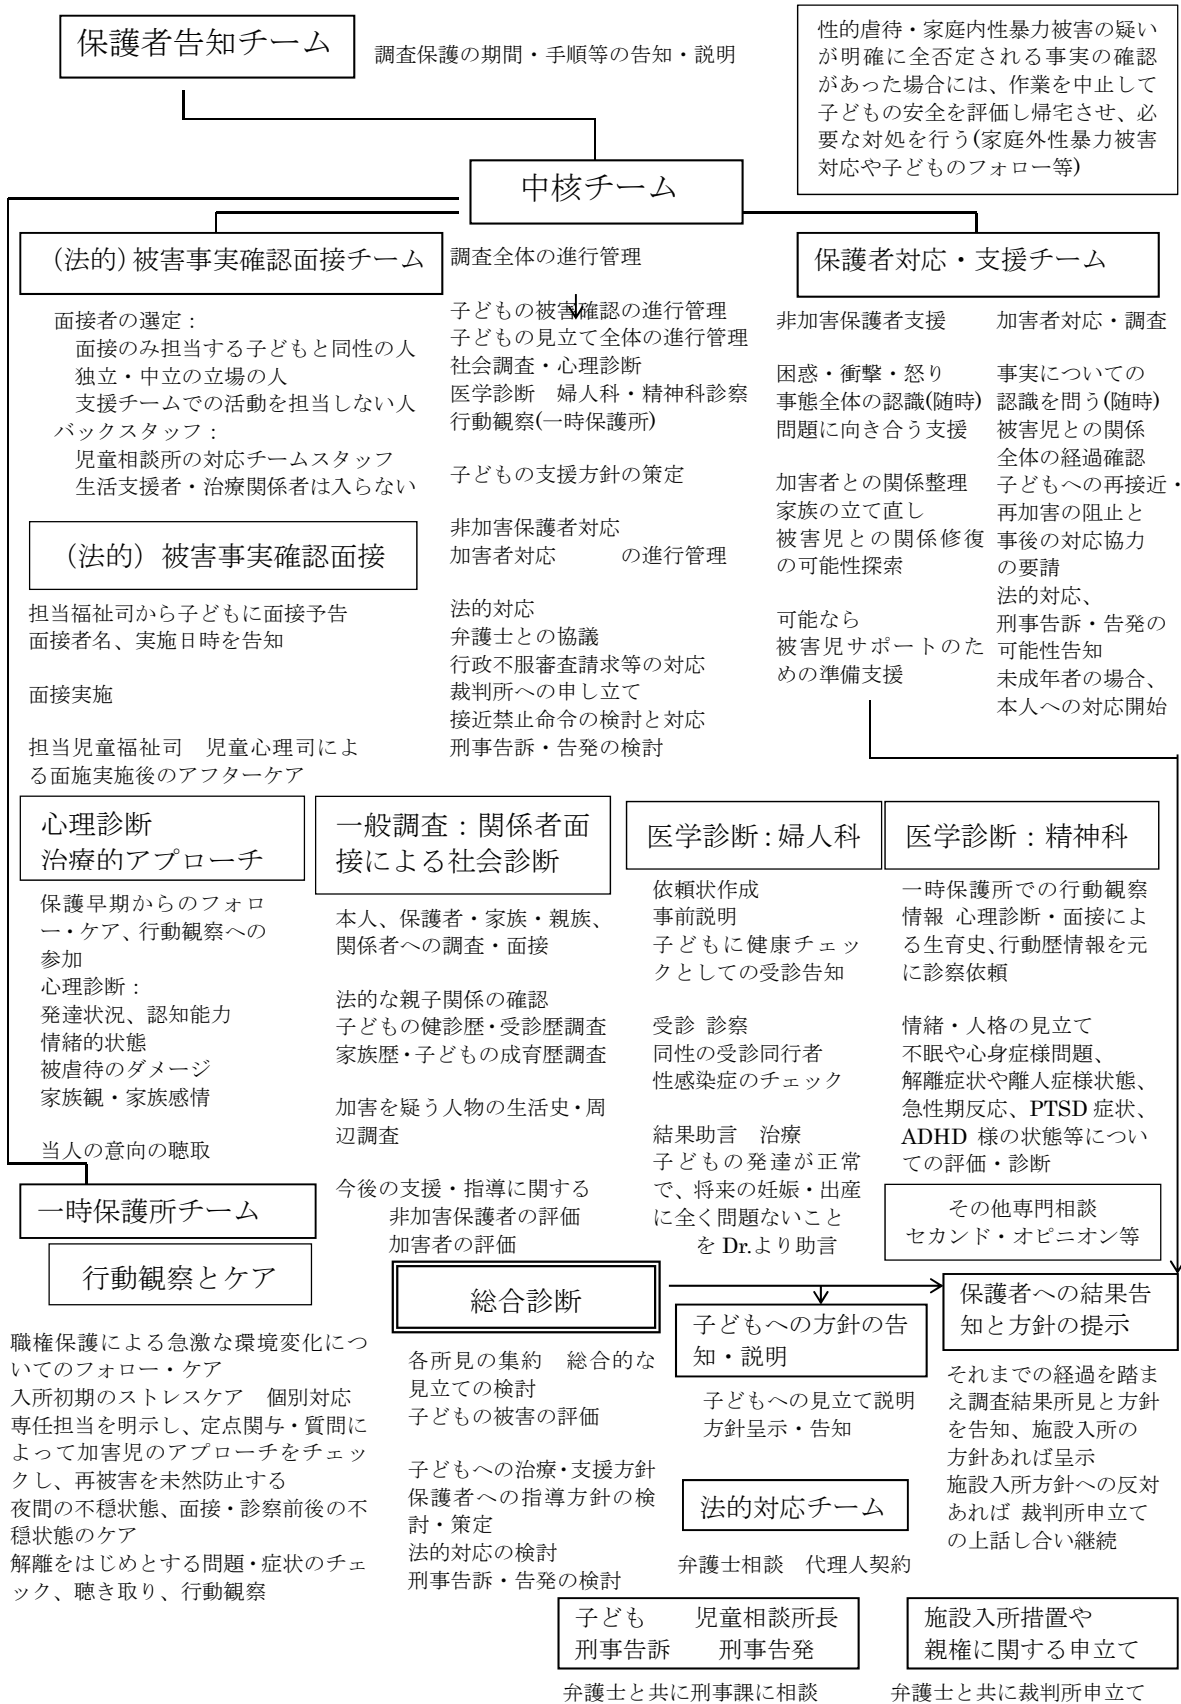 保護者告知チーム
調査保護の期間・手順等の告知・説明
性的虐待・家庭内性暴力被害の疑い
が明確に全否定される事実の確認
があった場合には、作業を中止して
子どもの安全を評価し帰宅させ、必
要な対処を行う(家庭外性暴力被害
対応や子どものフォロー等)
中核チーム
(法的)被害事実確認面接チーム
面接者の選定：
面接のみ担当する子どもと同性の人
独立・中立の立場の人
支援チームでの活動を担当しない人
バックスタッフ：
児童相談所の対応チームスタッフ
生活支援者・治療関係者は入らない
(法的) 被害事実確認面接
担当福祉司から子どもに面接予告
面接者名、実施日時を告知
面接実施
担当児童福祉司　児童心理司によ
る面施実施後のアフターケア
調査全体の進行管理
子どもの被害確認の進行管理
子どもの見立て全体の進行管理
社会調査・心理診断
医学診断　婦人科・精神科診察
行動観察(一時保護所)
子どもの支援方針の策定
非加害保護者対応
加害者対応　　　の進行管理
法的対応
弁護士との協議
行政不服審査請求等の対応
裁判所への申し立て
接近禁止命令の検討と対応
刑事告訴・告発の検討
保護者対応・支援チーム
非加害保護者支援
困惑・衝撃・怒り
事態全体の認識(随時)
問題に向き合う支援
加害者との関係整理
家族の立て直し
被害児との関係修復
の可能性探索
可能なら
被害児サポートのた
めの準備支援
加害者対応・調査
事実についての
認識を問う(随時)
被害児との関係
全体の経過確認
子どもへの再接近・
再加害の阻止と
事後の対応協力
の要請
法的対応、
刑事告訴・告発の
可能性告知
未成年者の場合、
本人への対応開始
心理診断
治療的アプローチ
保護早期からのフォロ
ー・ケア、行動観察への
参加
心理診断：
発達状況、認知能力
情緒的状態
被虐待のダメージ
家族観・家族感情
当人の意向の聴取
一般調査：関係者面
接による社会診断
本人、保護者・家族・親族、
関係者への調査・面接
法的な親子関係の確認
子どもの健診歴・受診歴調査
家族歴・子どもの成育歴調査
加害を疑う人物の生活史・周
辺調査
今後の支援・指導に関する
非加害保護者の評価
加害者の評価
医学診断：婦人科
依頼状作成
事前説明
子どもに健康チェッ
クとしての受診告知
受診 診察
同性の受診同行者
性感染症のチェック
結果助言　治療
子どもの発達が正常
で、将来の妊娠・出産
に全く問題ないこと
を Dr.より助言
医学診断：精神科
一時保護所での行動観察
情報 心理診断・面接によ
る生育史、行動歴情報を元
に診察依頼
情緒・人格の見立て
不眠や心身症様問題、
解離症状や離人症様状態、
急性期反応、PTSD 症状、
ADHD 様の状態等につい
ての評価・診断
その他専門相談
セカンド・オピニオン等
一時保護所チーム
行動観察とケア
職権保護による急激な環境変化につ
いてのフォロー・ケア
入所初期のストレスケア　個別対応
専任担当を明示し、定点関与・質問に
よって加害児のアプローチをチェッ
クし、再被害を未然防止する
夜間の不穏状態、面接・診察前後の不
穏状態のケア
解離をはじめとする問題・症状のチェ
ック、聴き取り、行動観察
総合診断
各所見の集約　総合的な
見立ての検討
子どもの被害の評価
子どもへの治療・支援方針
保護者への指導方針の検
討・策定
法的対応の検討
刑事告訴・告発の検討
子どもへの方針の告
知・説明
子どもへの見立て説明
方針呈示・告知
保護者への結果告
知と方針の提示
それまでの経過を踏ま
え調査結果所見と方針
を告知、施設入所の
方針あれば呈示
施設入所方針への反対
あれば 裁判所申立て
の上話し合い継続
法的対応チーム
弁護士相談　代理人契約
子ども　　児童相談所長
刑事告訴　　刑事告発
弁護士と共に刑事課に相談
施設入所措置や
親権に関する申立て
弁護士と共に裁判所申立て